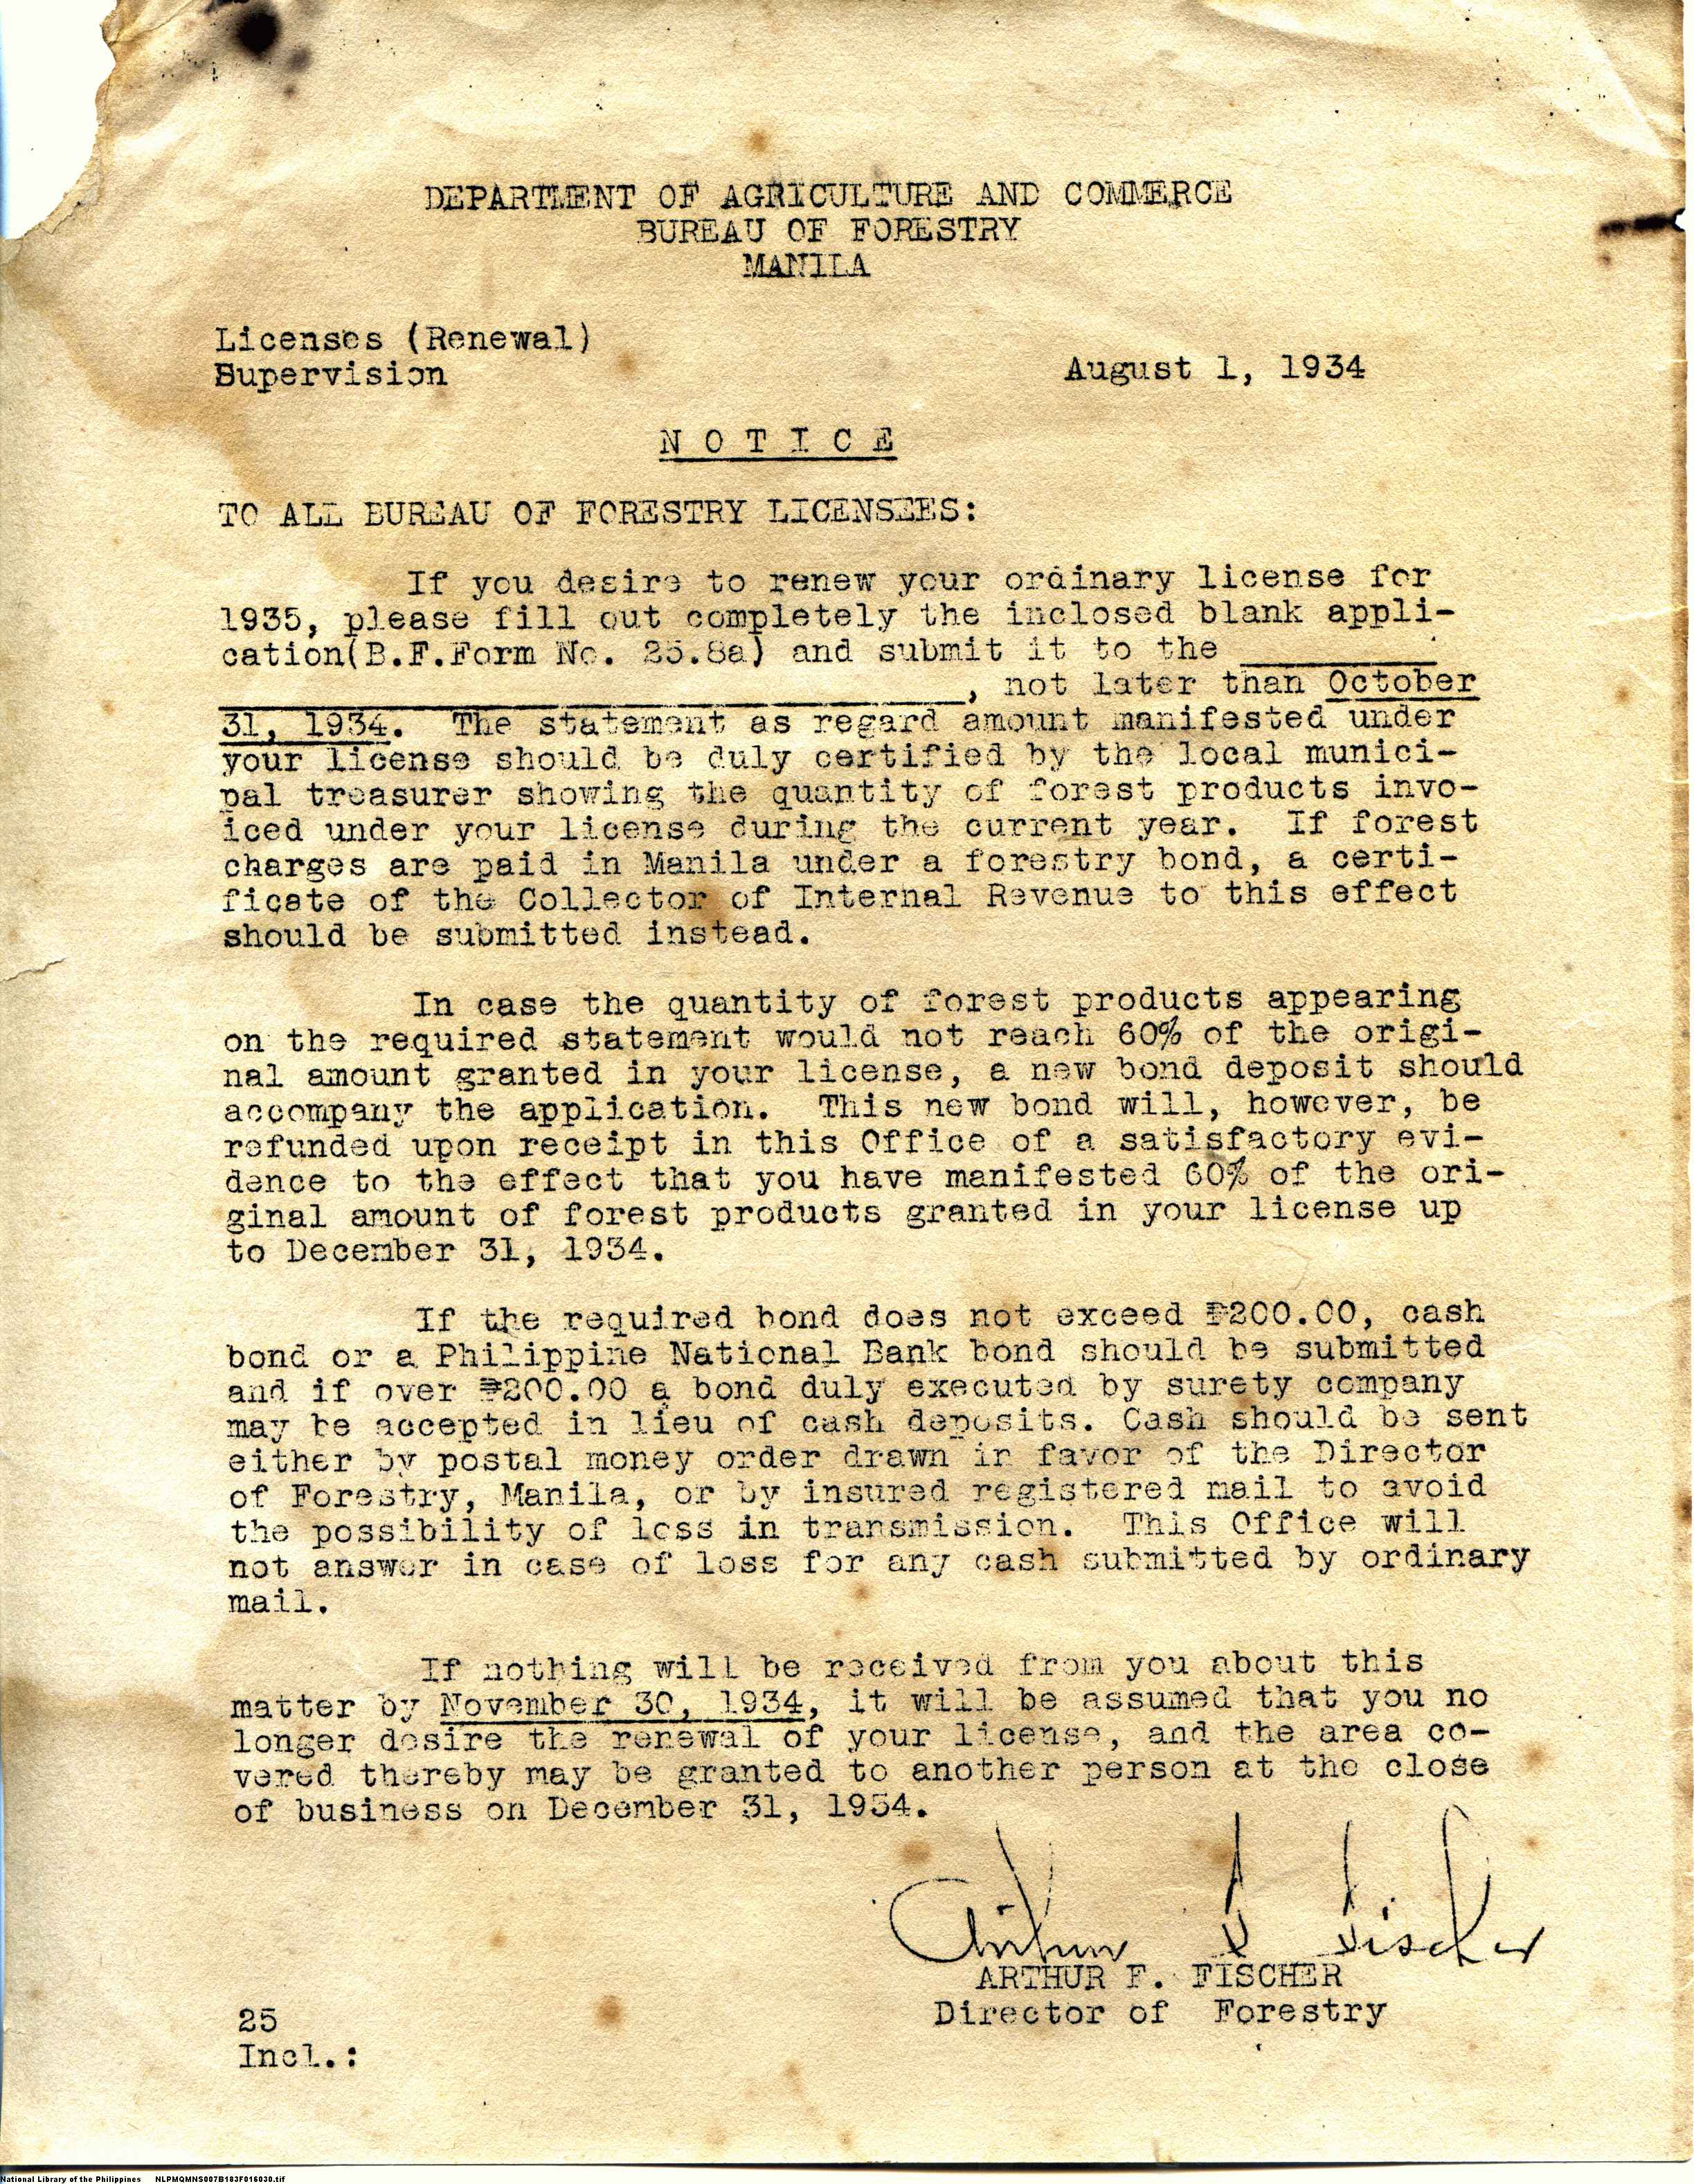 DEPARTMENT OF AGRICULTURE AND COMMERCE
BUREAU OF FORESTRY
MANILA
Licenses (Renewal)
Supervision
August 1, 1934
N O T I C E
TO ALL BUREAU OF FORESTRY LICENSEES:
If you desire to renew your ordinary license for
1935, please fill out completely the inclosed blank appli-
cation(B.F.Form No. 25.8a) and submit it to the
, not later than October
31, 1934. The statement as regard amount manifested under
your license should be duly certified by the local munici-
pal treasurer showing the quantity of forest products invo-
iced under your license during the current year. If forest
charges are paid in Manila under a forestry bond, a certi-
ficate of the Collector of Internal Revenue to this effect
should be submitted instead.
In case the quantity of forest products appearing
on the required statement would not reach 60% of the origi-
nal amount granted in your license, a new bond deposit should
accompany the application. This new bond will, however, be
refunded upon receipt in this Office of a satisfactory evi-
dence to the effect that you have manifested 60% of the ori-
ginal amount of forest products granted in your license up
to December 31, 1934.
If the required bond does not exceed ₱200.00, cash
bond or a Philippine National Bank bond should be submitted
and if over ₱200.00 a bond duly executed by surety company
may be accepted in lieu of cash deposits. Cash should be sent
either by postal money order drawn in favor of the Director
of Forestry, Manila, or by insured registered mail to avoid
the possibility of loss in transmission. This Office will
not answer in case of loss for any cash submitted by ordinary
mail.
If nothing will be received from you about this
matter by November 30, 1934, it will be assumed that you no
longer desire the renewal of your license, and the area co-
vered thereby may be granted to another person at the close
of business on December 31, 1934.
Arthur F. Fischer
ARTHUR F. FISCHER
Director of Forestry
25
Incl.:
National Library of the Philippines NLPMQMNS007B183F016030.tif